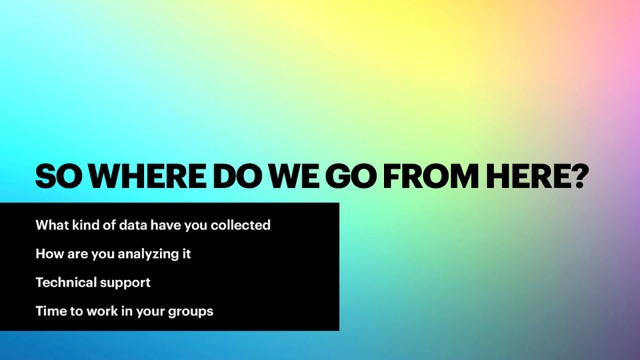 SO WHERE DO WE GO FROM HERE?
What kind of data have you collected
How are you analyzing it
Technical support
Time to work in your groups